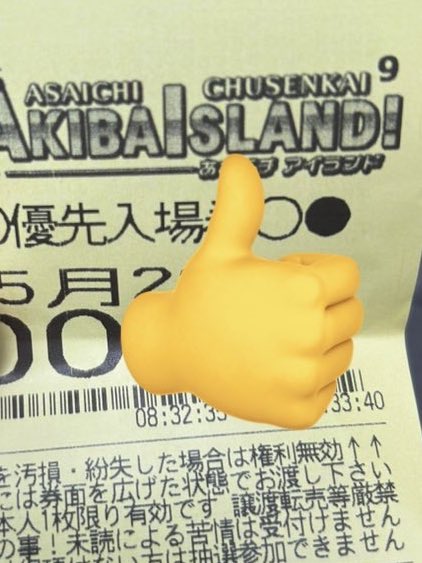 9
ASAICHI CHUSENKAI
AKIBA ISLAND!
アイランド
優先入場
5月2
00
08:32:3 33:40
を汚損・紛失した場合は権利無効↑↑
には券面を広げた状態でお渡し下さい
本人1枚限り有効です 譲渡転売等厳禁
の事!未読による苦情は受付けません
方は抽選参加できません